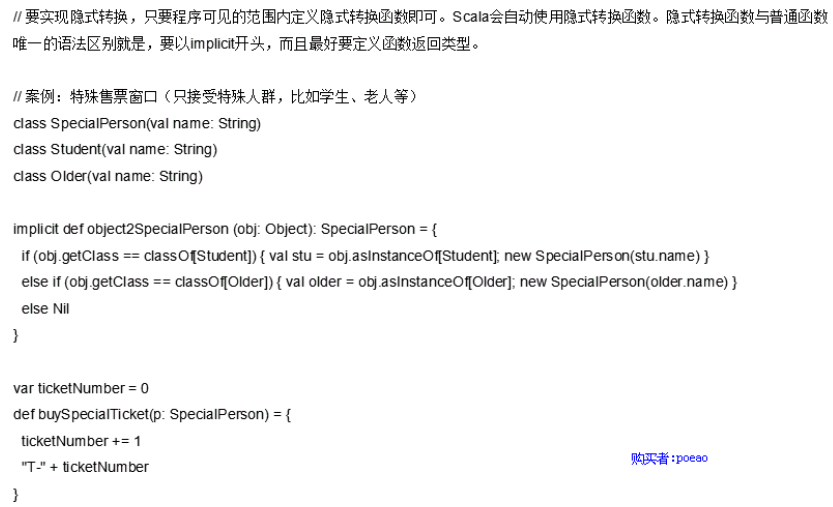 // 要实现隐式转换，只要程序可见的范围内定义隐式转换函数即可。Scala会自动使用隐式转换函数。隐式转换函数与普通函数
唯一的语法区别就是，要以implicit开头，而且最好要定义函数返回类型。
// 案例：特殊售票窗口（只接受特殊人群，比如学生、老人等）
class SpecialPerson(val name: String)
class Student(val name: String)
class Older(val name: String)
implicit def object2SpecialPerson (obj: Object): SpecialPerson = {
if (obj.getClass == classOf[Student]) { val stu = obj.asInstanceOf[Student]; new SpecialPerson(stu.name) }
else if (obj.getClass == classOf[Older]) { val older = obj.asInstanceOf[Older]; new SpecialPerson(older.name) }
else Nil
}
var ticketNumber = 0
def buySpecialTicket(p: SpecialPerson) = {
ticketNumber += 1
"T-" + ticketNumber
购买者:poeao
}